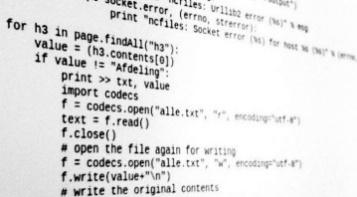 ncfiles: Urllib2 error (%s)" % msg
socket.error, (errno, strerror):
print "ncfiles: Socket error (%s) for host %s (%s)" % (errno,
for h3 in page.findAll("h3"):
value = (h3.contents[0])
if value != "Afdeling":
print >> txt, value
import codecs
f = codecs.open("alle.txt", "r", encoding="utf-8")
text = f.read()
f.close()
# open the file again for writing
f = codecs.open("alle.txt", "w", encoding="utf-8")
f.write(value+"\n")
# write the original contents